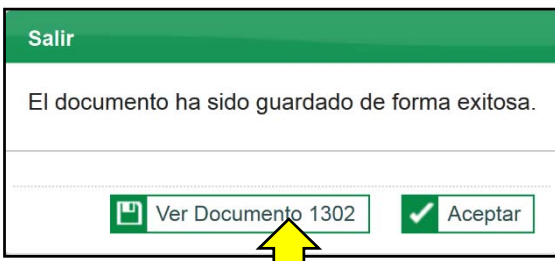 Salir
El documento ha sido guardado de forma exitosa.
Ver Documento 1302 Aceptar